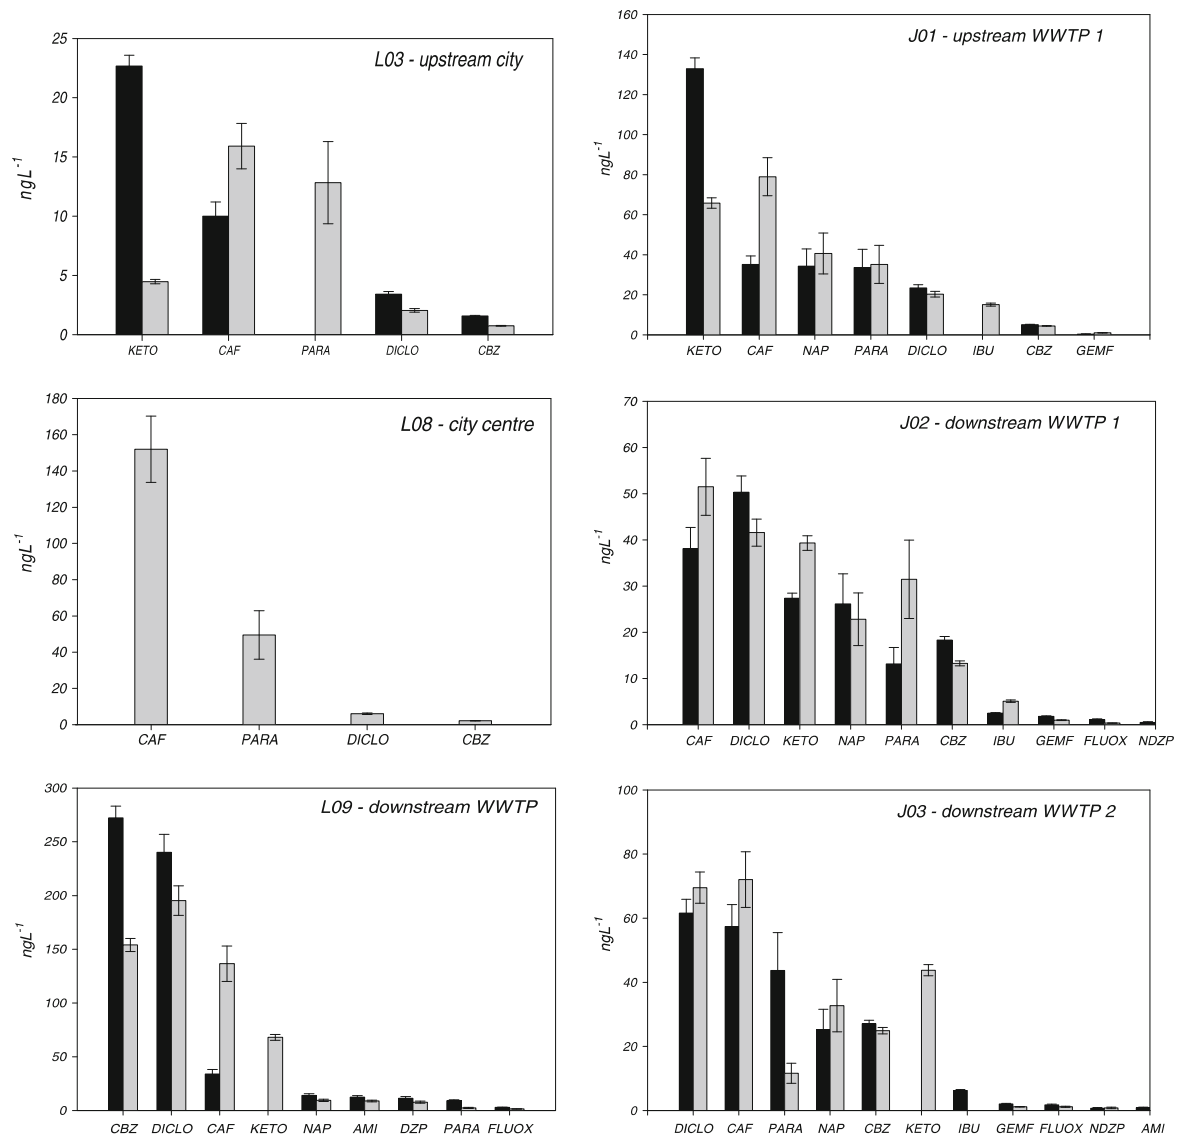 L03 - upstream city
25
20
15
10
5
0
ngL-1
KETO CAF PARA DICLO CBZ
J01 - upstream WWTP 1
160
140
120
100
80
60
40
20
0
ngL-1
KETO CAF NAP PARA DICLO IBU CBZ GEMF
L08 - city centre
180
160
140
120
100
80
60
40
20
0
ngL-1
CAF PARA DICLO CBZ
J02 - downstream WWTP 1
70
60
50
40
30
20
10
0
ngL-1
CAF DICLO KETO NAP PARA CBZ IBU GEMF FLUOX NDZP
L09 - downstream WWTP
300
250
200
150
100
50
0
ngL-1
CBZ DICLO CAF KETO NAP AMI DZP PARA FLUOX
J03 - downstream WWTP 2
100
80
60
40
20
0
ngL-1
DICLO CAF PARA NAP CBZ KETO IBU GEMF FLUOX NDZP AMI